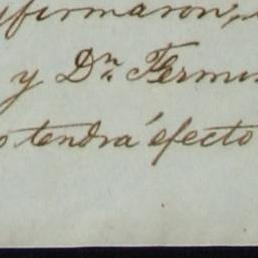 firmaron,
y Dn. Fermin
tendrá efecto